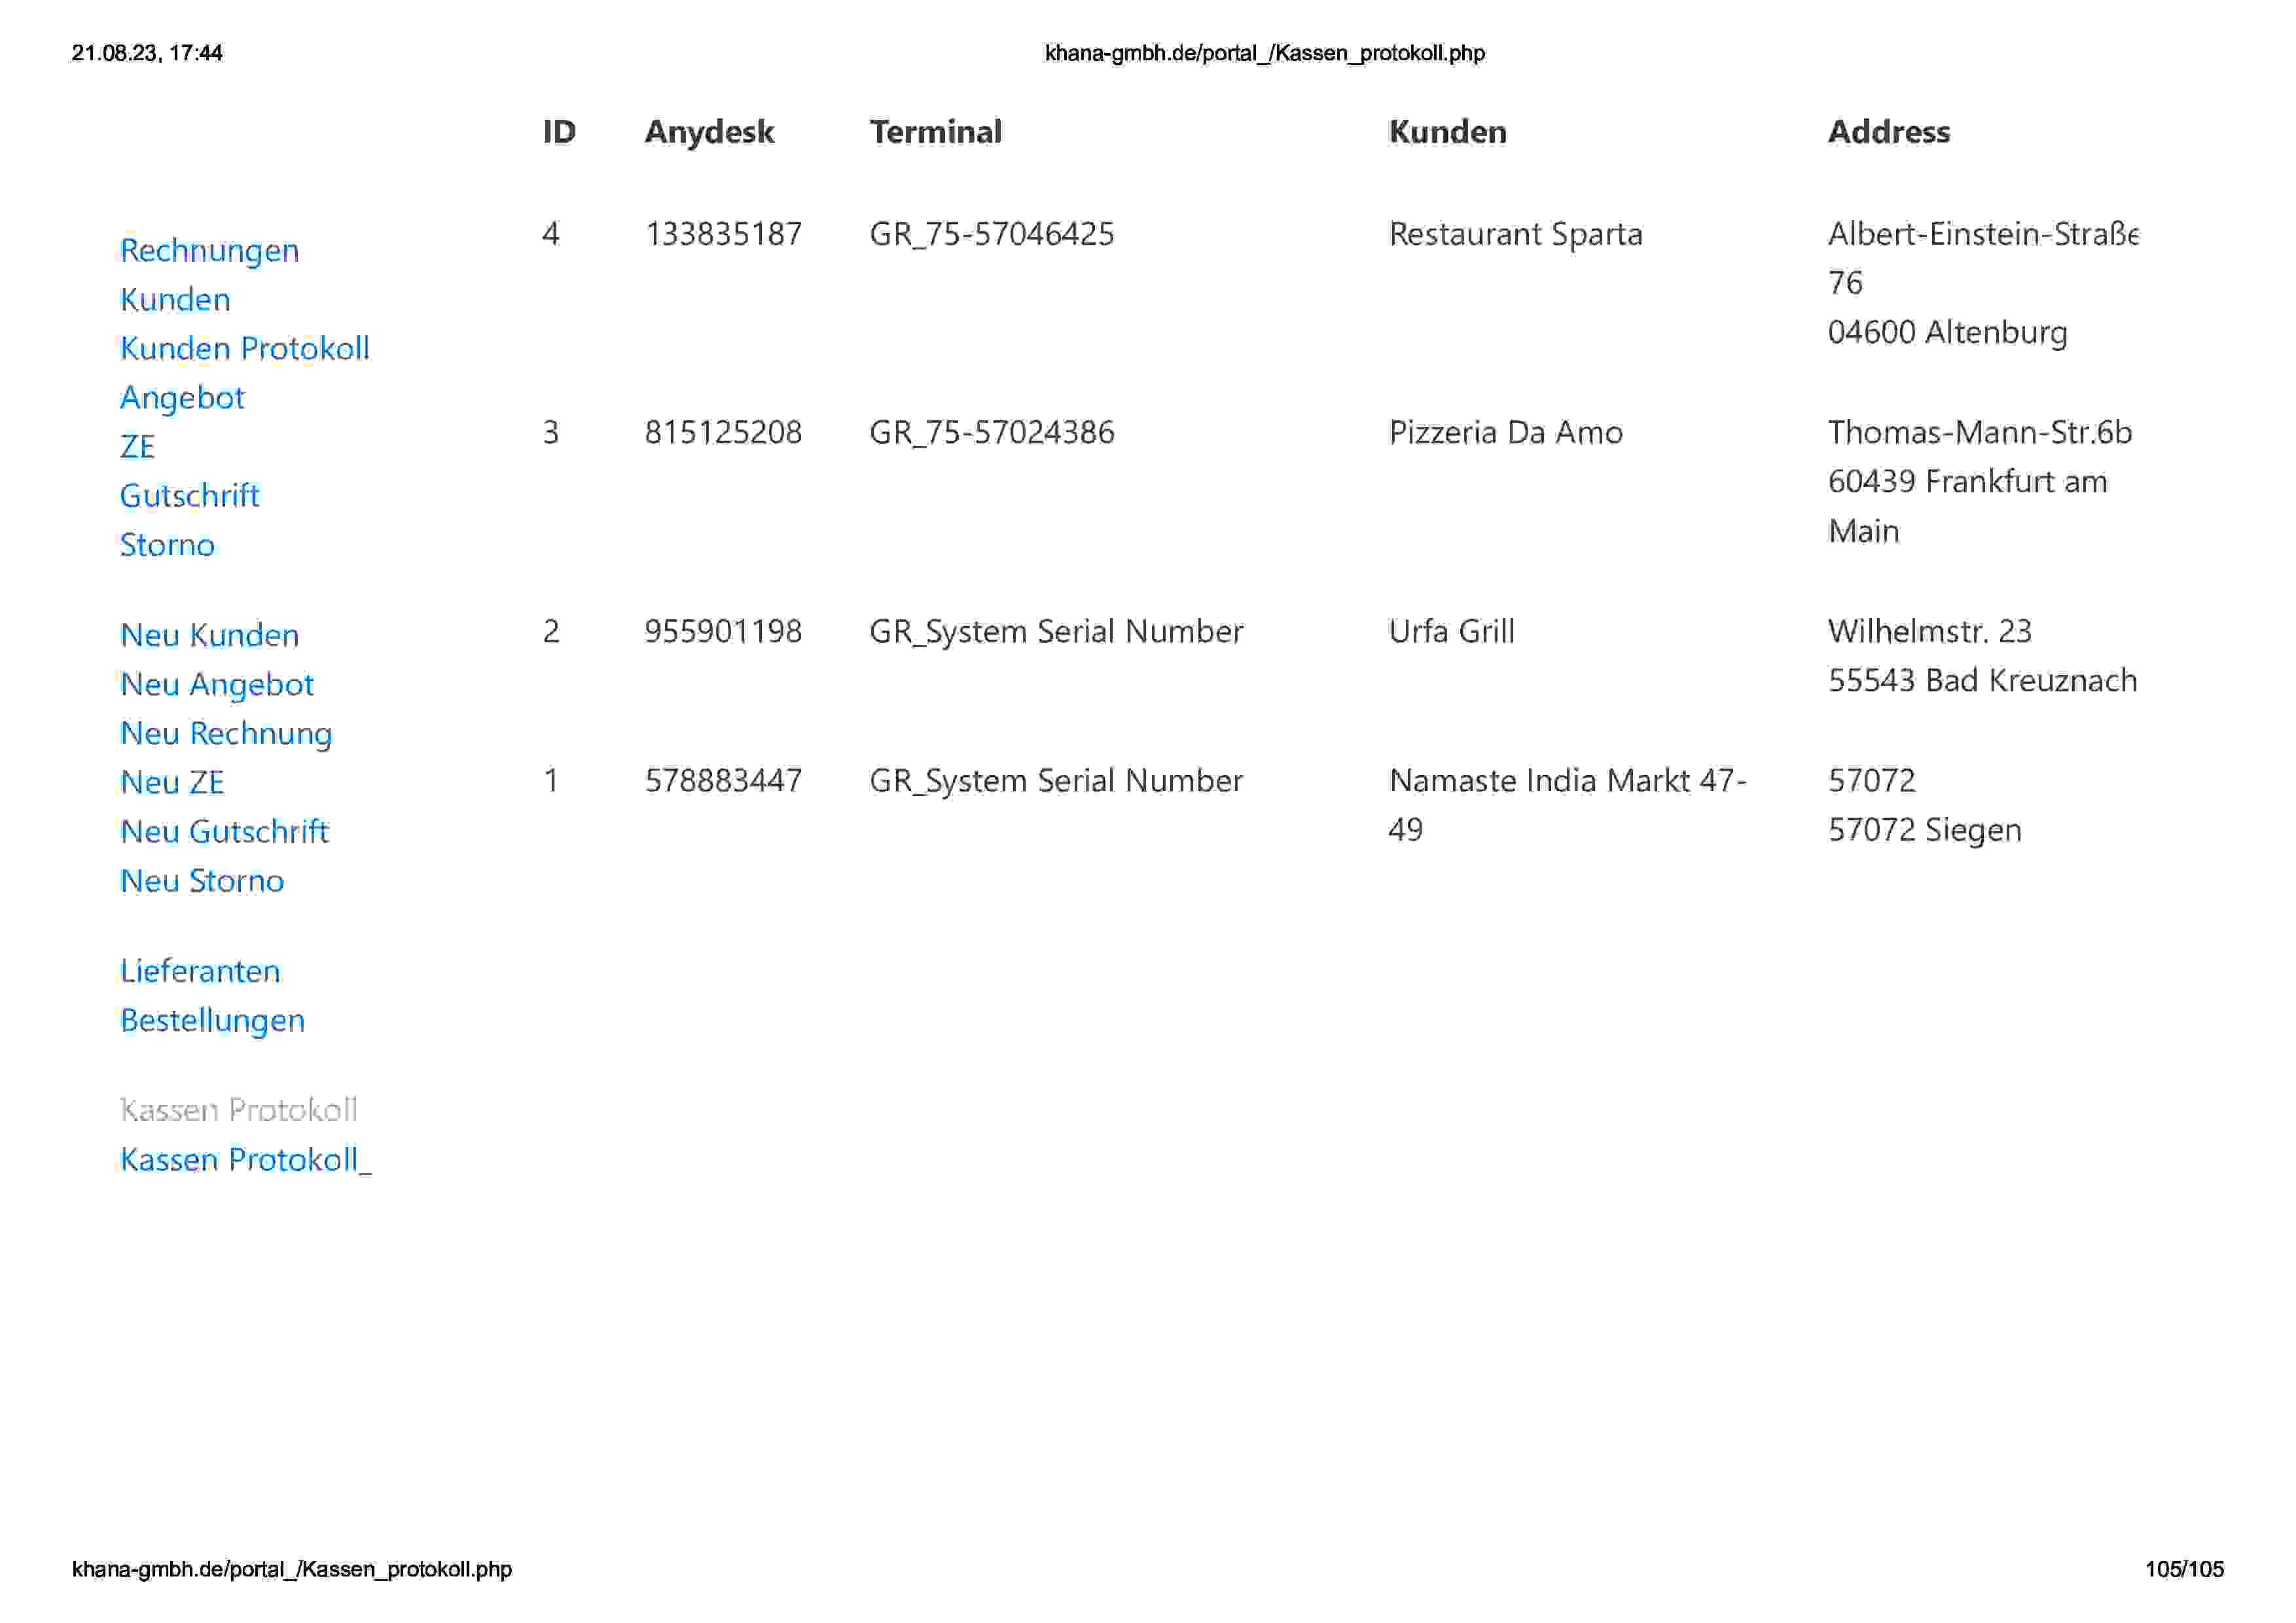 21.08.23, 17:44
khana-gmbh.de/portal_/Kassen_protokoll.php
ID Anydesk Terminal Kunden Address
Rechnungen
Kunden
Kunden Protokoll
Angebot
ZE
Gutschrift
Storno
Neu Kunden
Neu Angebot
Neu Rechnung
Neu ZE
Neu Gutschrift
Neu Storno
Lieferanten
Bestellungen
Kassen Protokoll
Kassen Protokoll_
4 133835187 GR_75-57046425 Restaurant Sparta Albert-Einstein-Straße
76
04600 Altenburg
3 815125208 GR_75-57024386 Pizzeria Da Amo Thomas-Mann-Str.6b
60439 Frankfurt am
Main
2 955901198 GR_System Serial Number Urfa Grill Wilhelmstr. 23
55543 Bad Kreuznach
1 578883447 GR_System Serial Number Namaste India Markt 47- 57072
49 57072 Siegen
khana-gmbh.de/portal_/Kassen_protokoll.php
105/105